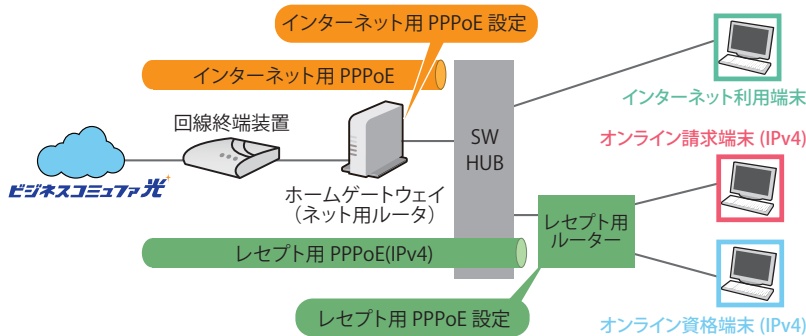 インターネット用 PPPoE 設定
インターネット用 PPPoE
回線終端装置
ビジネスコミュファ光
ホームゲートウェイ
（ネット用ルータ）
SW
HUB
インターネット利用端末
オンライン請求端末 (IPv4)
レセプト用
ルーター
レセプト用 PPPoE(IPv4)
レセプト用 PPPoE 設定
オンライン資格端末 (IPv4)